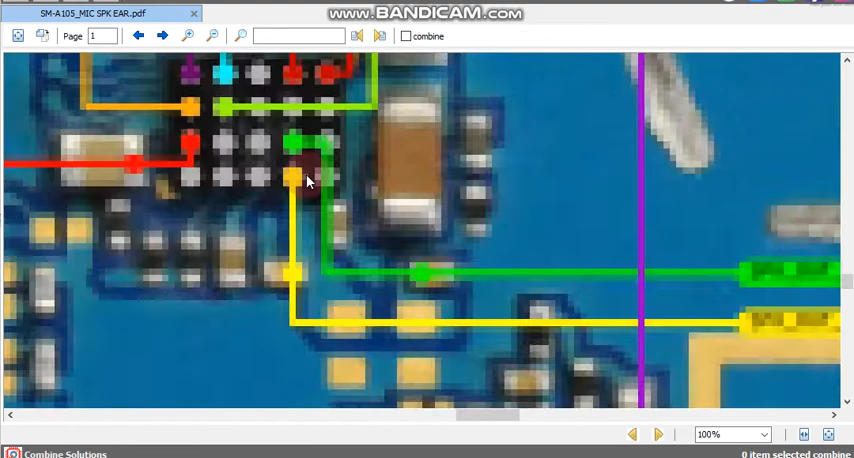 WWW.BANDICAM.COM
SM-A105_MIC SPK EAR.pdf
Page 1
combine
100%
Combine Solutions
0 item selected combine